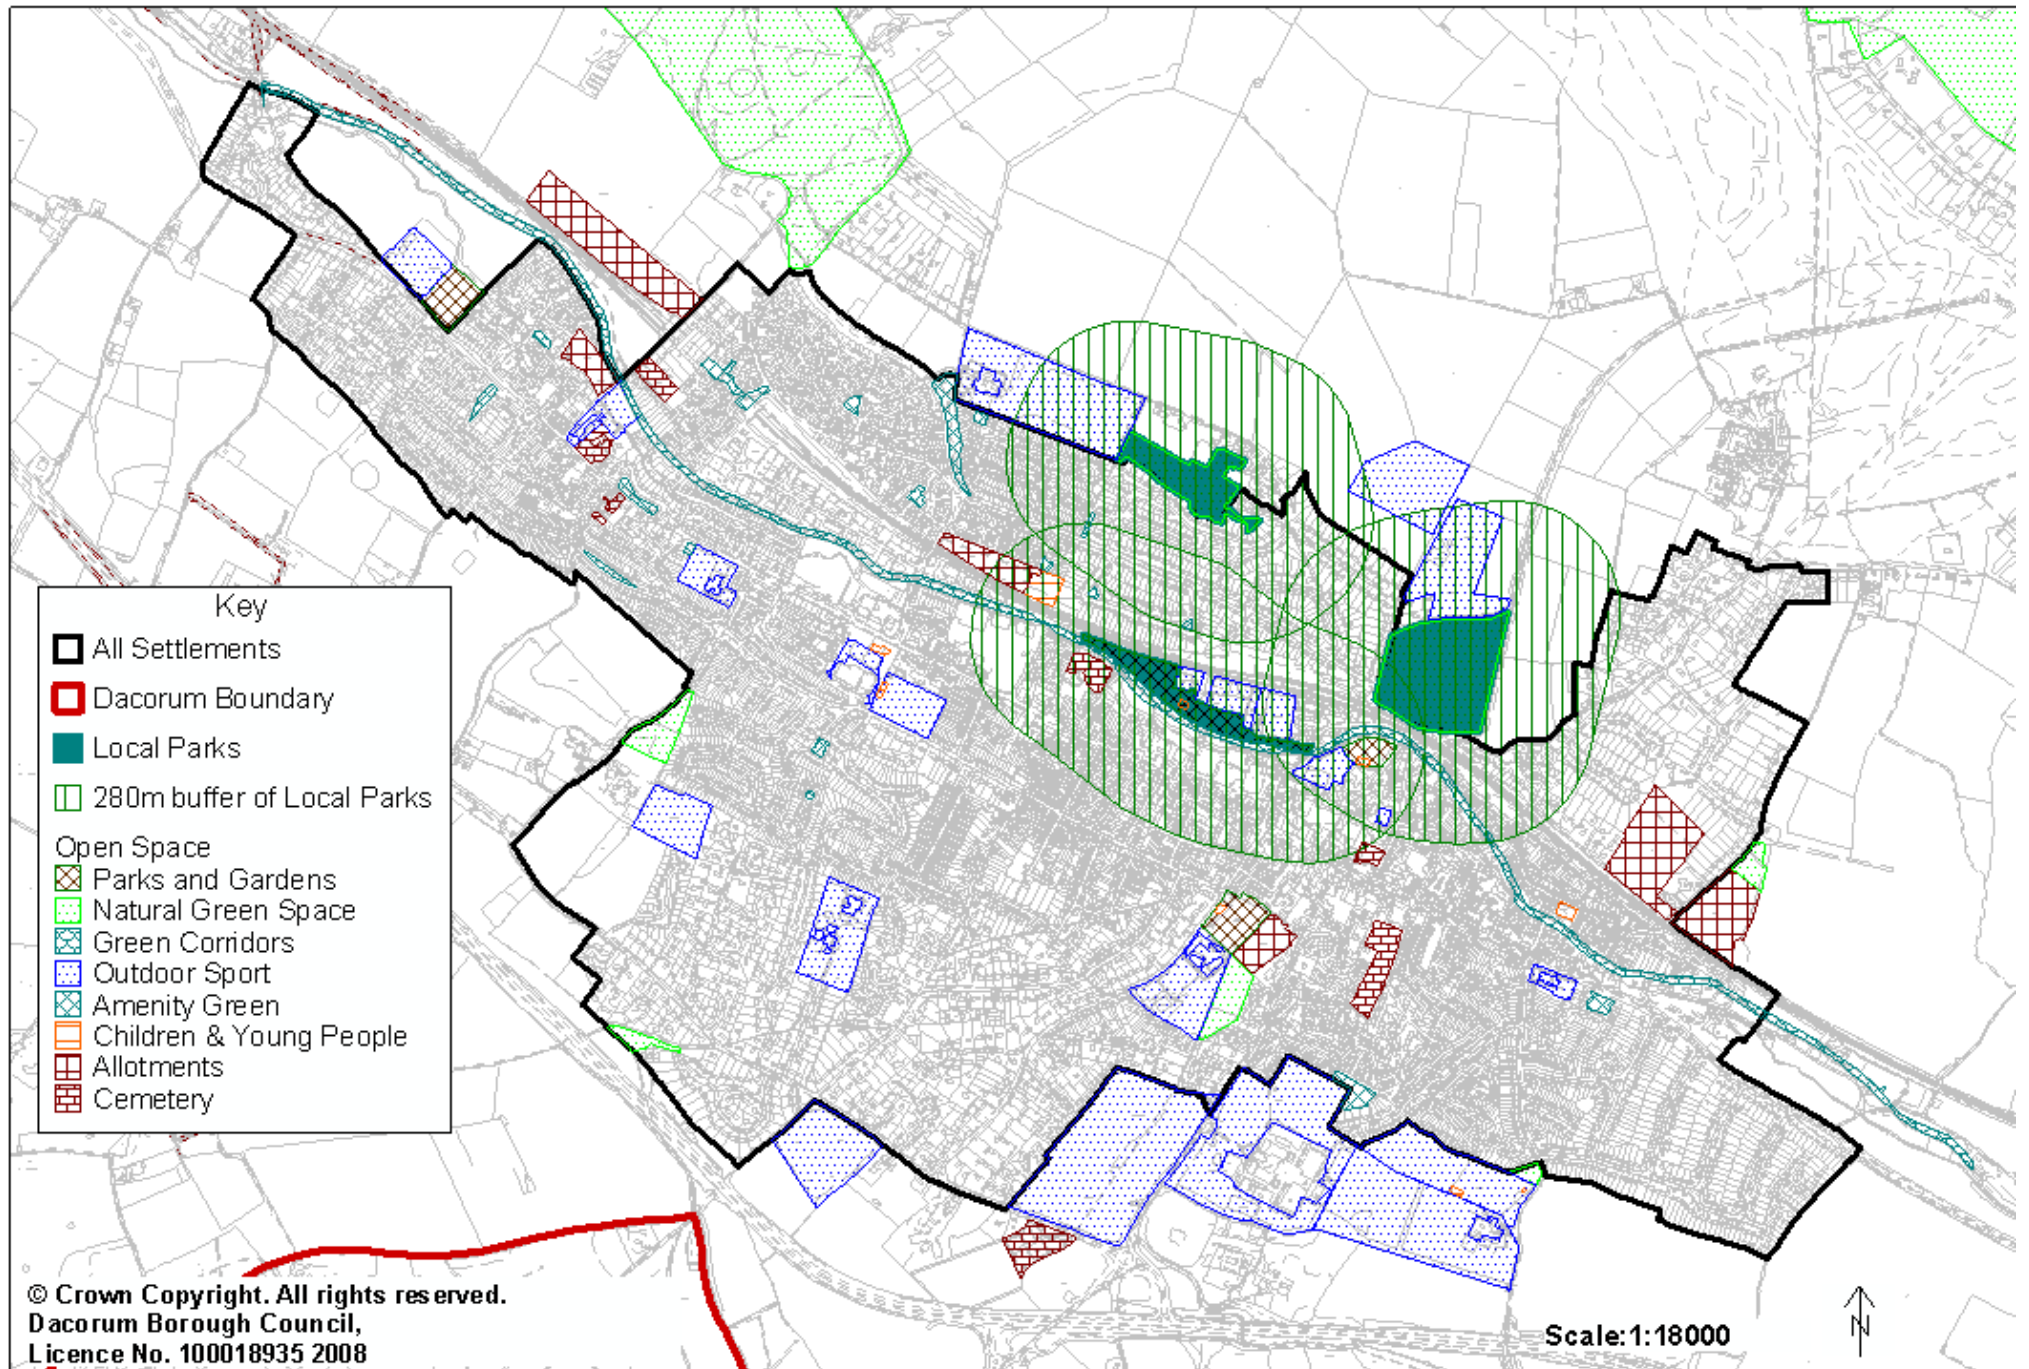 Key
All Settlements
Dacorum Boundary
Local Parks
280m buffer of Local Parks
Open Space
Parks and Gardens
Natural Green Space
Green Corridors
Outdoor Sport
Amenity Green
Children & Young People
Allotments
Cemetery
© Crown Copyright. All rights reserved.
Dacorum Borough Council,
Licence No. 100018935 2008
Scale:1:18000
N